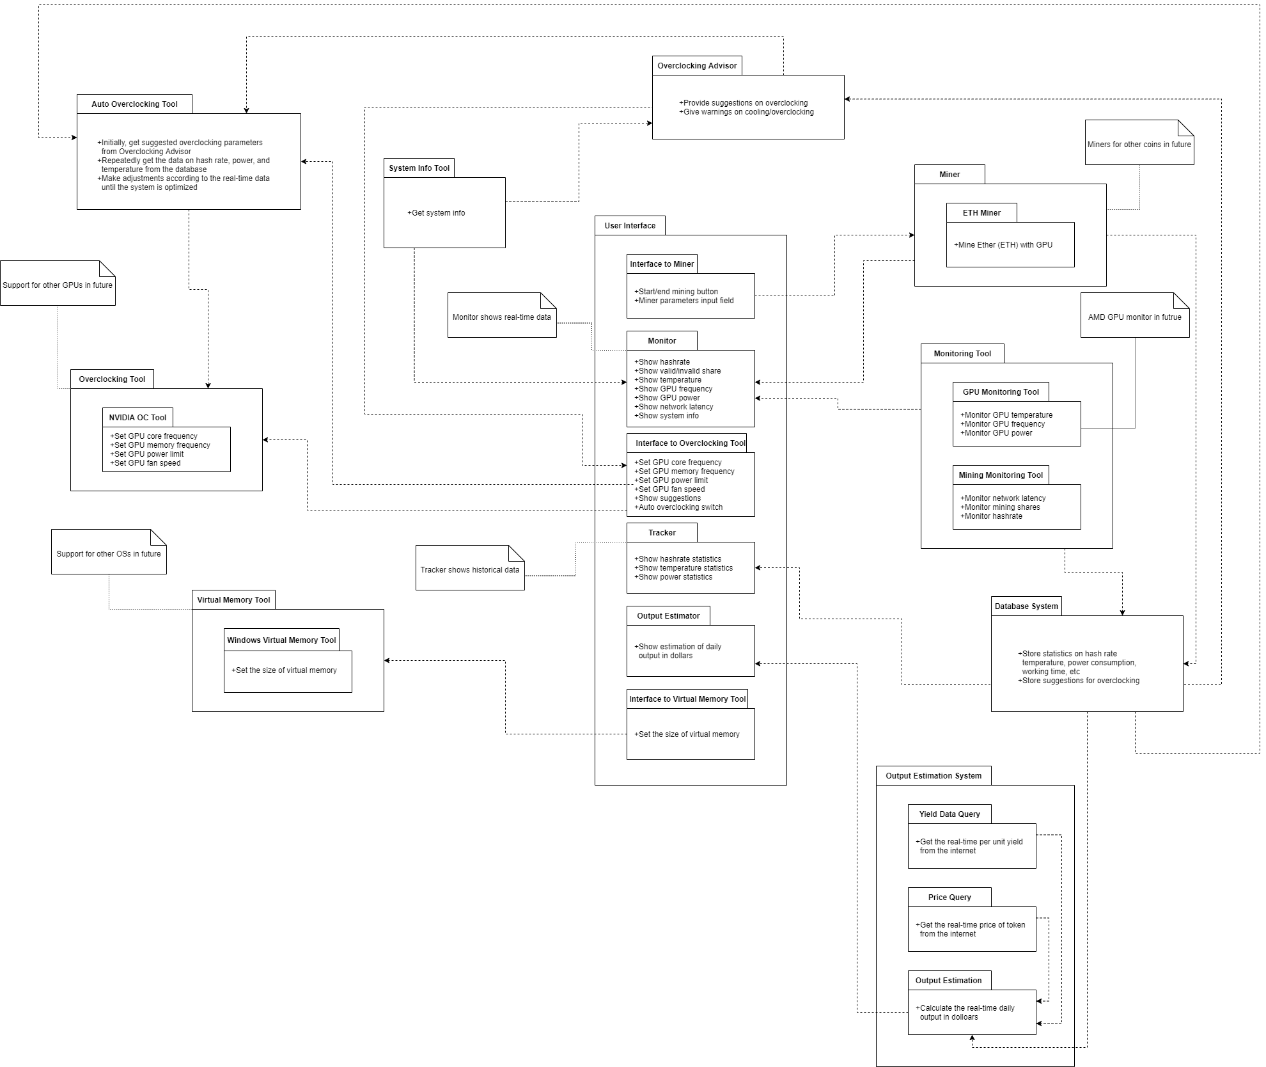 Overclocking Advisor
+Provide suggestions on overclocking
+Give warnings on cooling/overclocking
Auto Overclocking Tool
+Initially, get suggested overclocking parameters
from Overclocking Advisor
+Repeatedly get the data on hash rate, power, and
temperature from the database
+Make adjustments according to the real-time data
until the system is optimized
System Info Tool
+Get system info
Miners for other coins in future
Miner
ETH Miner
+Mine Ether (ETH) with GPU
User Interface
Interface to Miner
+Start/end mining button
+Miner parameters input field
Support for other GPUs in future
Monitor shows real-time data
Monitor
+Show hashrate
+Show valid/invalid share
+Show temperature
+Show GPU frequency
+Show GPU power
+Show network latency
+Show system info
AMD GPU monitor in futrue
Monitoring Tool
GPU Monitoring Tool
+Monitor GPU temperature
+Monitor GPU frequency
+Monitor GPU power
Mining Monitoring Tool
+Monitor network latency
+Monitor mining shares
+Monitor hashrate
Overclocking Tool
NVIDIA OC Tool
+Set GPU core frequency
+Set GPU memory frequency
+Set GPU power limit
+Set GPU fan speed
Interface to Overclocking Tool
+Set GPU core frequency
+Set GPU memory frequency
+Set GPU power limit
+Set GPU fan speed
+Show suggestions
+Auto overclocking switch
Support for other OSs in future
Tracker shows historical data
Tracker
+Show hashrate statistics
+Show temperature statistics
+Show power statistics
Virtual Memory Tool
Windows Virtual Memory Tool
+Set the size of virtual memory
Output Estimator
+Show estimation of daily
output in dollars
Database System
+Store statistics on hash rate
temperature, power consumption,
working time, etc
+Store suggestions for overclocking
Interface to Virtual Memory Tool
+Set the size of virtual memory
Output Estimation System
Yield Data Query
+Get the real-time per unit yield
from the internet
Price Query
+Get the real-time price of token
from the internet
Output Estimation
+Calculate the real-time daily
output in dolloars